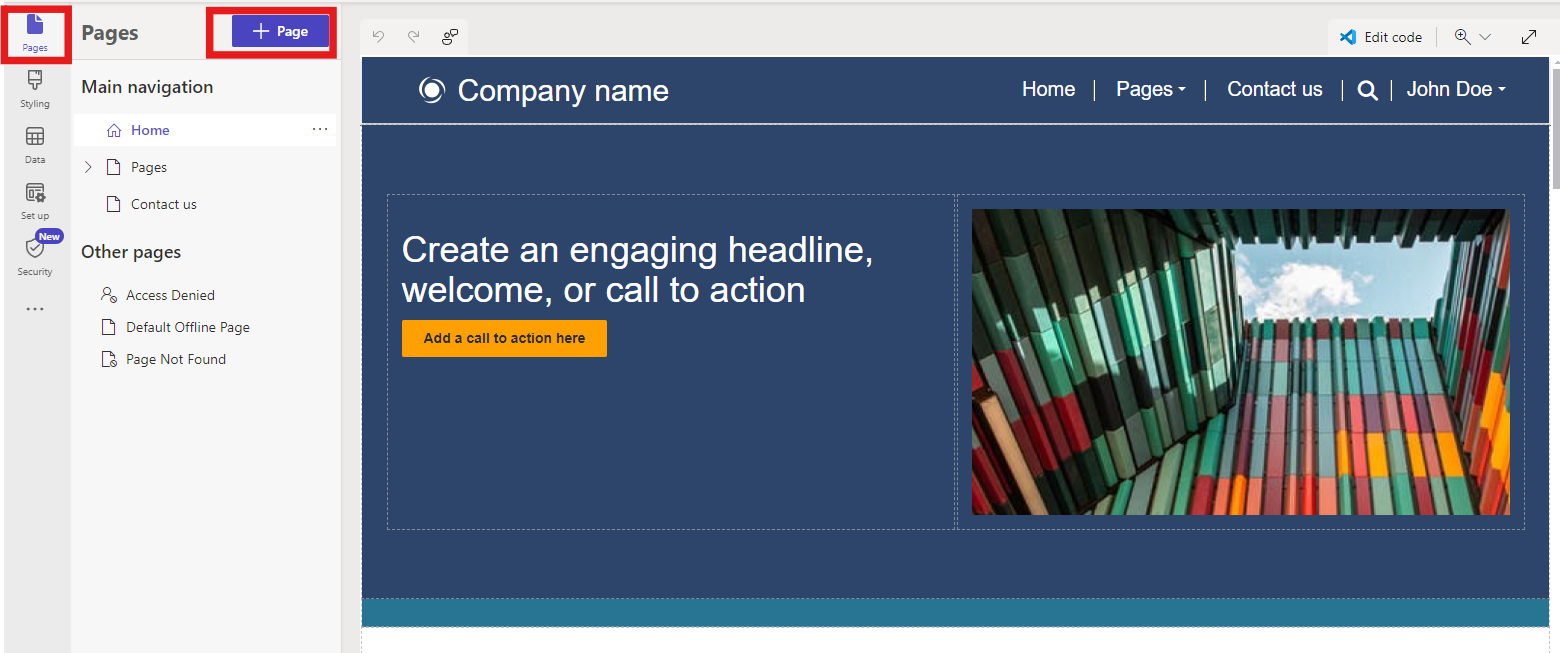 Pages
Styling
Data
Set up
New
Security
Pages
+ Page
Main navigation
Home
Pages
Contact us
Other pages
Access Denied
Default Offline Page
Page Not Found
Edit code
Company name
Home | Pages | Contact us | | John Doe
Create an engaging headline,
welcome, or call to action
Add a call to action here